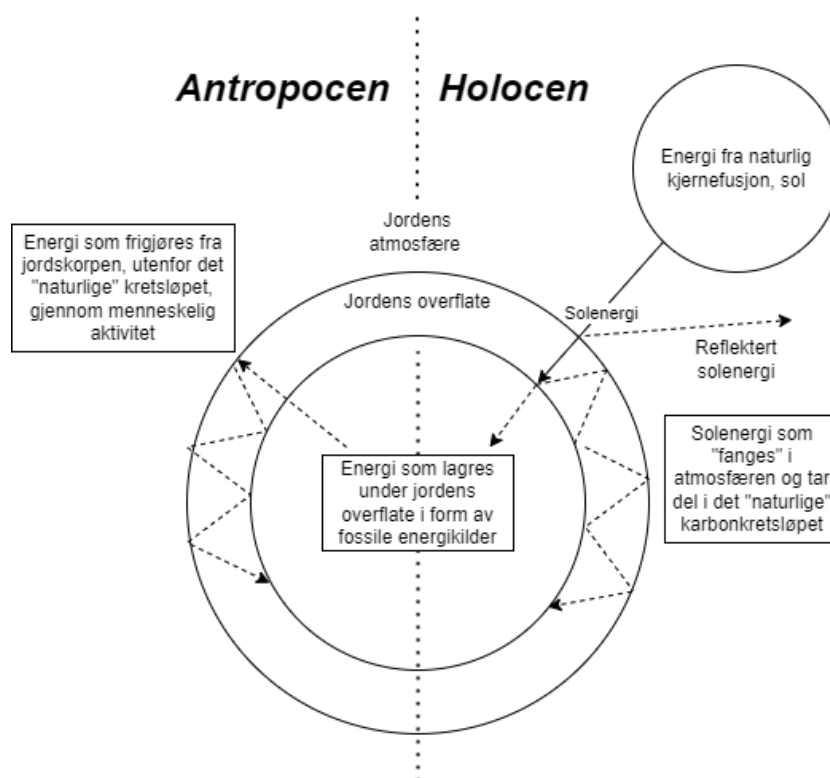 Antropocen
Holocen
Energi fra naturlig
kjernefusjon, sol
Jordens
atmosfære
Energi som frigjøres fra
jordskorpen, utenfor det
"naturlige" kretsløpet,
gjennom menneskelig
aktivitet
Jordens overflate
Solenergi
Reflektert
solenergi
Solenergi som
"fanges" i
atmosfæren og tar
del i det "naturlige"
karbonkretsløpet
Energi som lagres
under jordens
overflate i form av
fossile energikilder